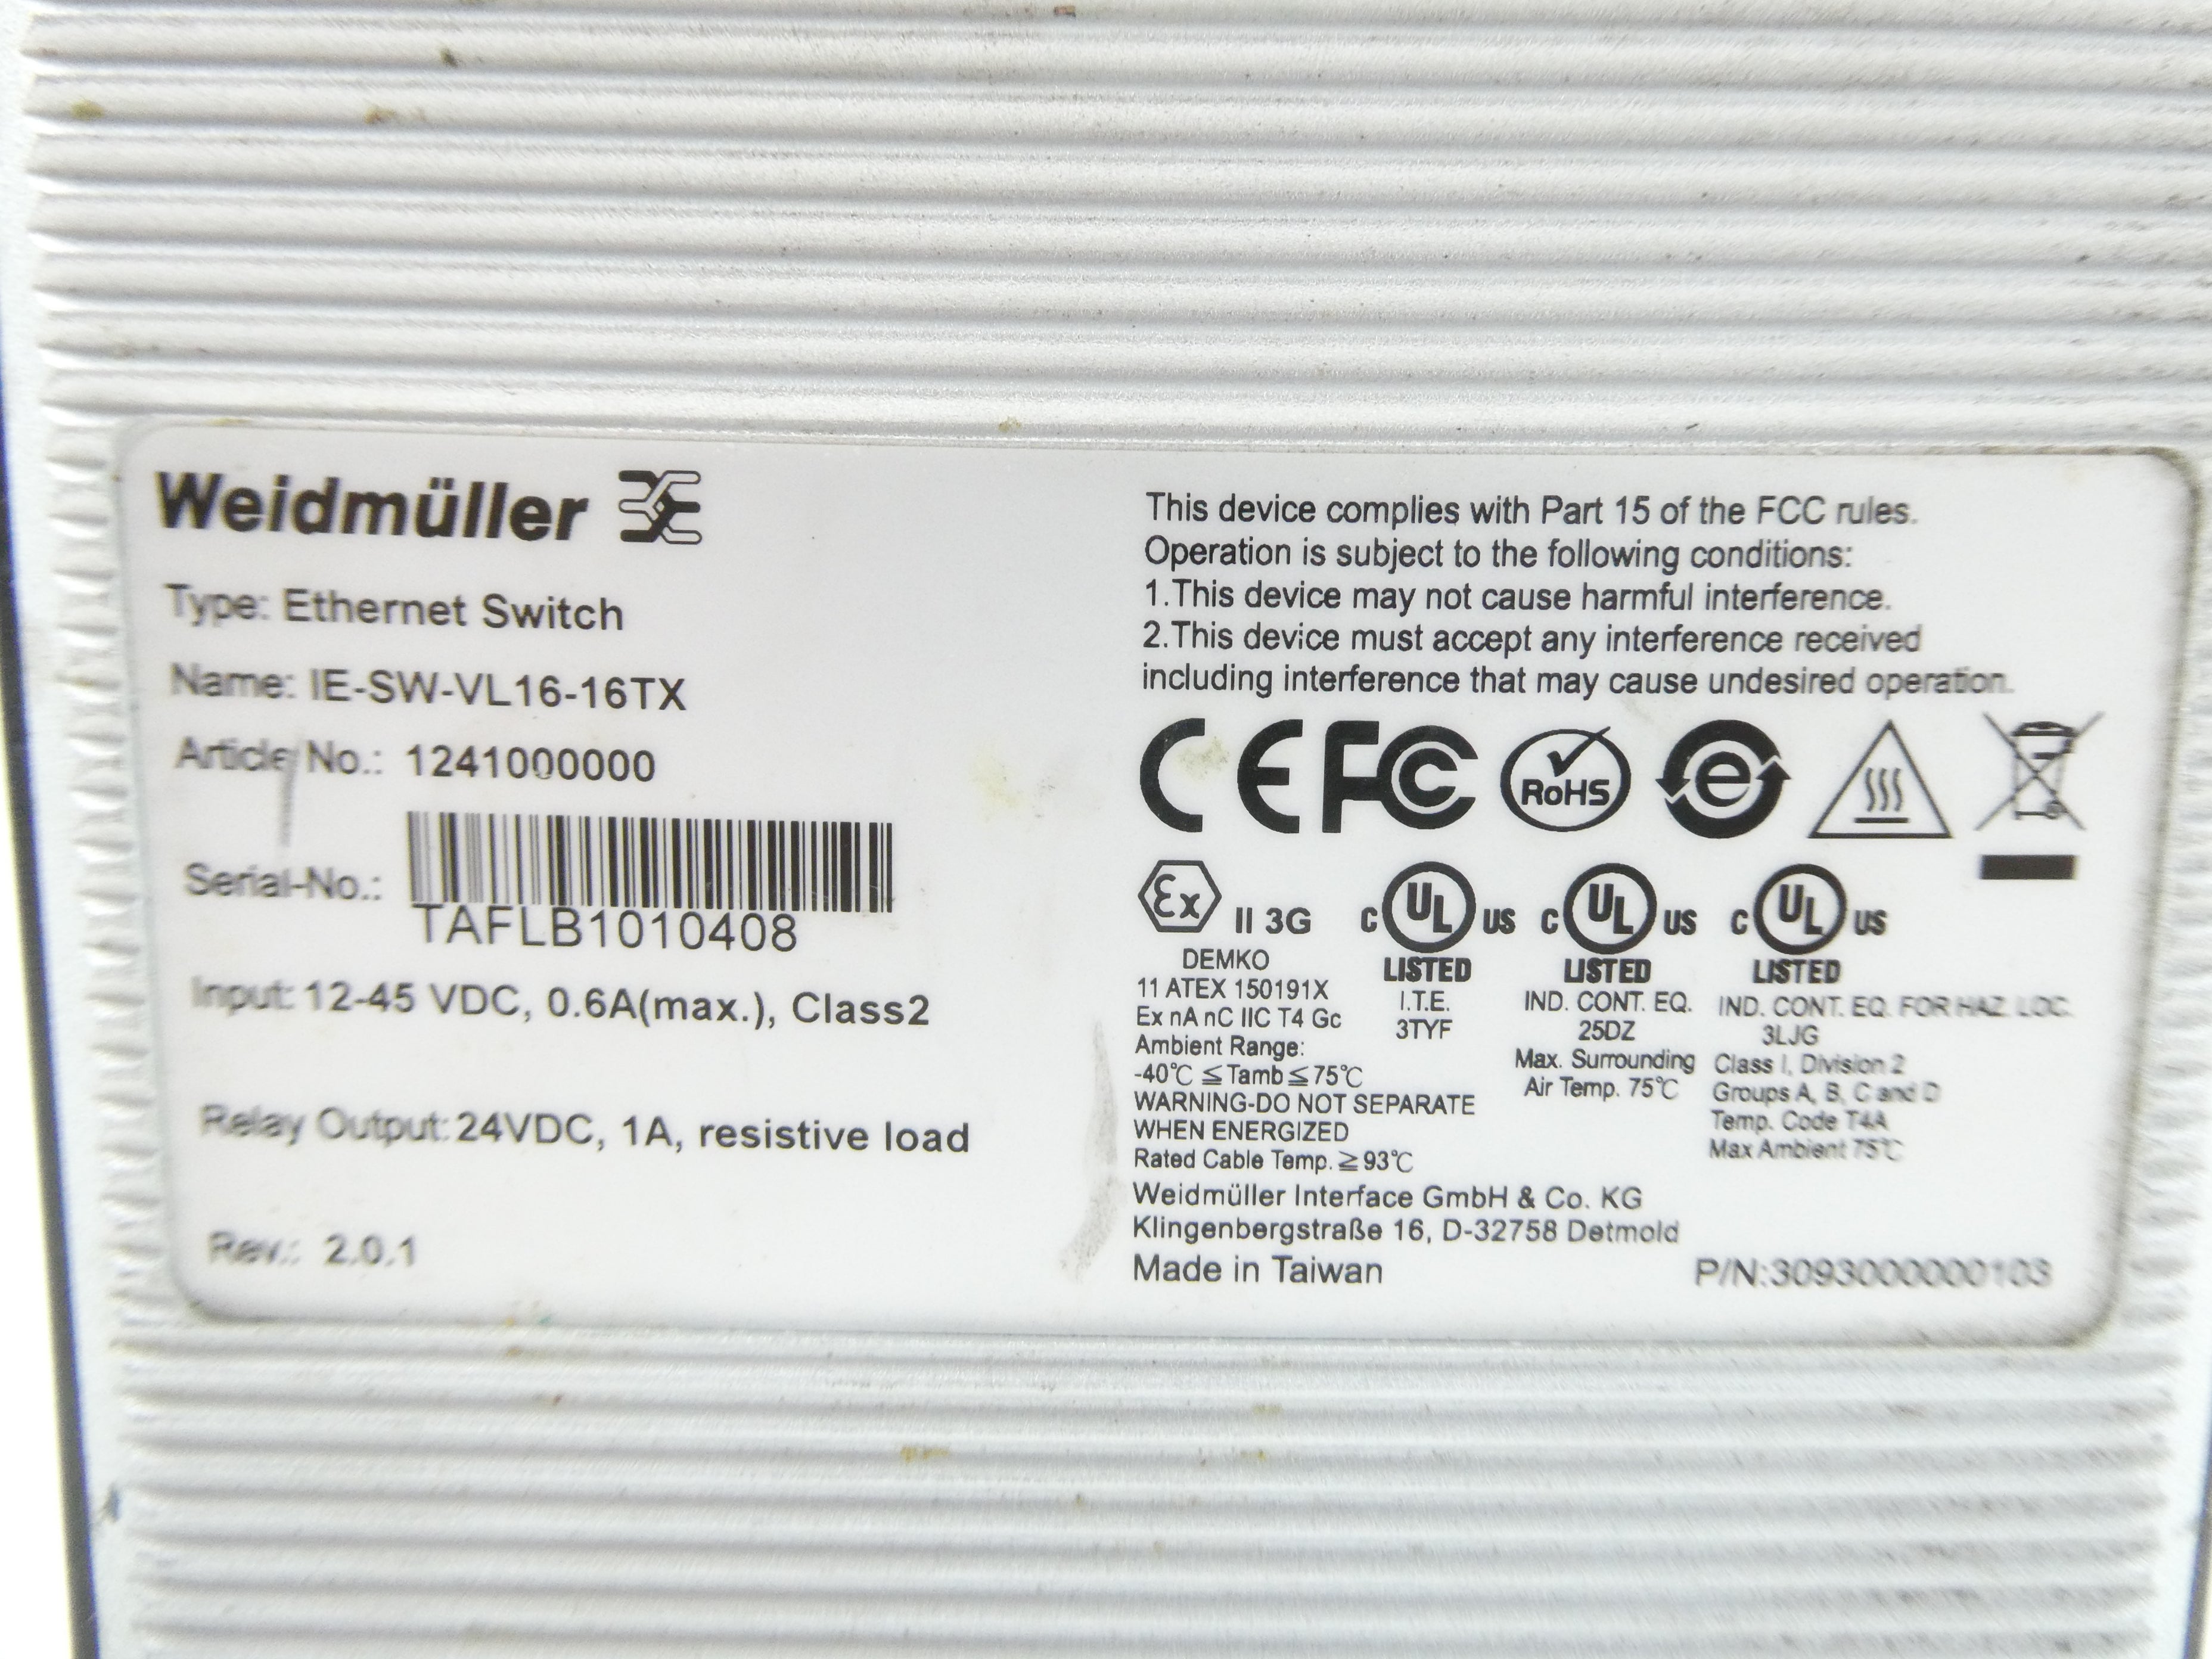 Weidmüller
Type: Ethernet Switch
Name: IE-SW-VL16-16TX
Article No.: 1241000000
Serial-No.:
TAFLB1010408
Input: 12-45 VDC, 0.6A(max.), Class2
Relay Output: 24VDC, 1A, resistive load
Rev.: 2.0.1
This device complies with Part 15 of the FCC rules.
Operation is subject to the following conditions:
1.This device may not cause harmful interference.
2.This device must accept any interference received
including interference that may cause undesired operation.
CE FC RoHS e
Ex II 3G
DEMKO
11 ATEX 150191X
Ex nA nC IIC T4 Gc
Ambient Range:
-40℃ ≦Tamb≦75℃
WARNING-DO NOT SEPARATE
WHEN ENERGIZED
Rated Cable Temp.≧93℃
C UL US
LISTED
I.T.E.
3TYF
C UL US
LISTED
IND. CONT. EQ.
25DZ
Max. Surrounding
Air Temp. 75℃
C UL US
LISTED
IND. CONT. EQ. FOR HAZ. LOC.
3LJG
Class I, Division 2
Groups A, B, C and D
Temp. Code T4A
Max Ambient 75℃
Weidmüller Interface GmbH & Co. KG
Klingenbergstraße 16, D-32758 Detmold
Made in Taiwan
P/N:3093000000103